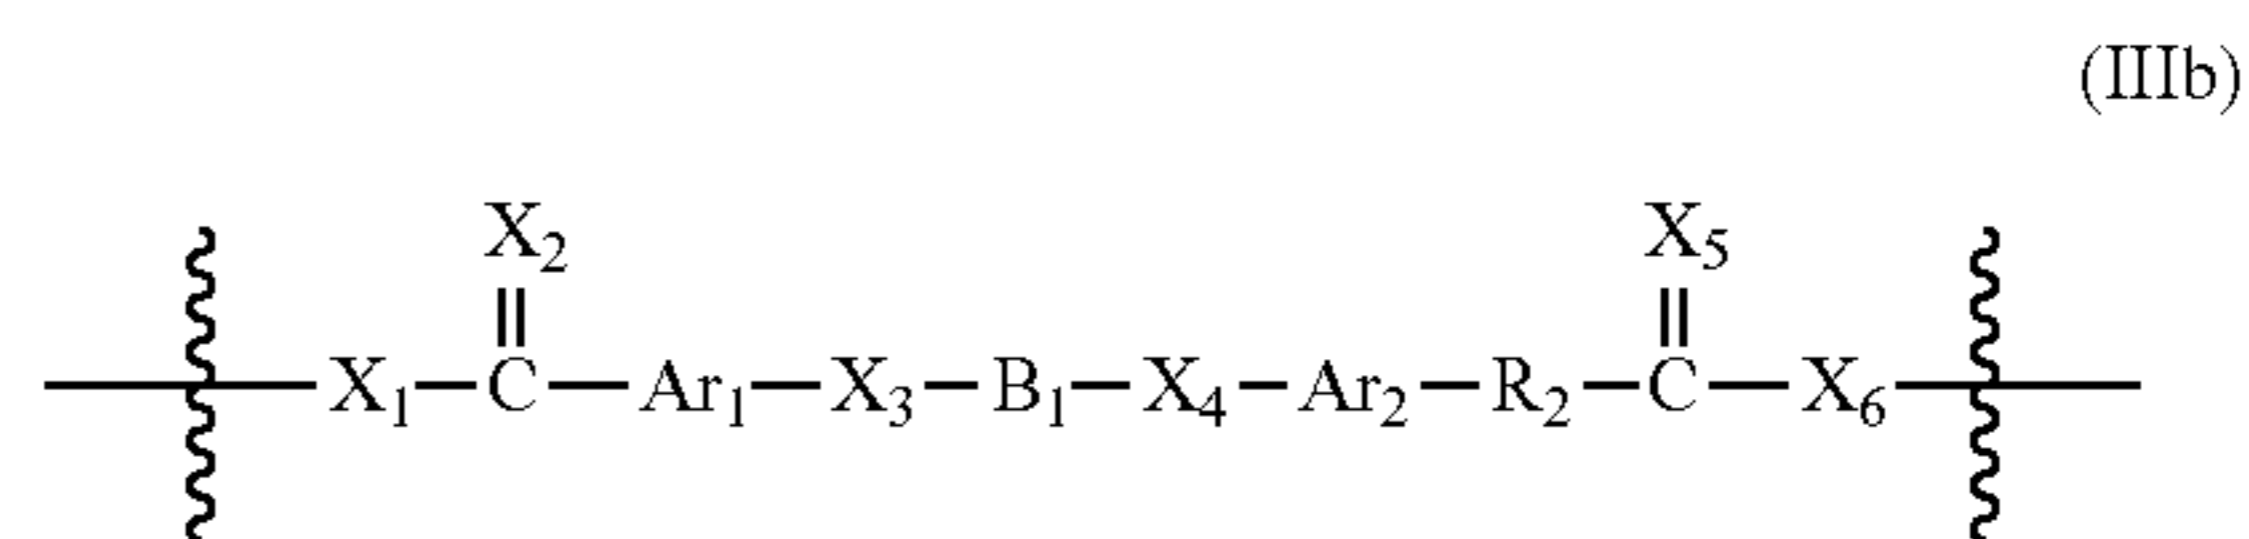 (IIIb)
X₂ X₅
X₁—C—Ar₁—X₃—B₁—X₄—Ar₂—R₂—C—X₆